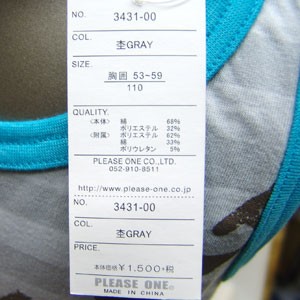 NO. 3431-00
COL. 杢GRAY
SIZE. 胸囲 53~59
110
QUALITY.
<本体> 綿 68%
ポリエステル 32%
<附属> ポリエステル 62%
綿 33%
ポリウレタン 5%
PLEASE ONE CO.,LTD.
052-910-8511
http://www.please-one.co.jp
NO. 3431-00
COL. 杢GRAY
PRICE.
本体価格 ¥1,500+税
PLEASE ONE.
MADE IN CHINA